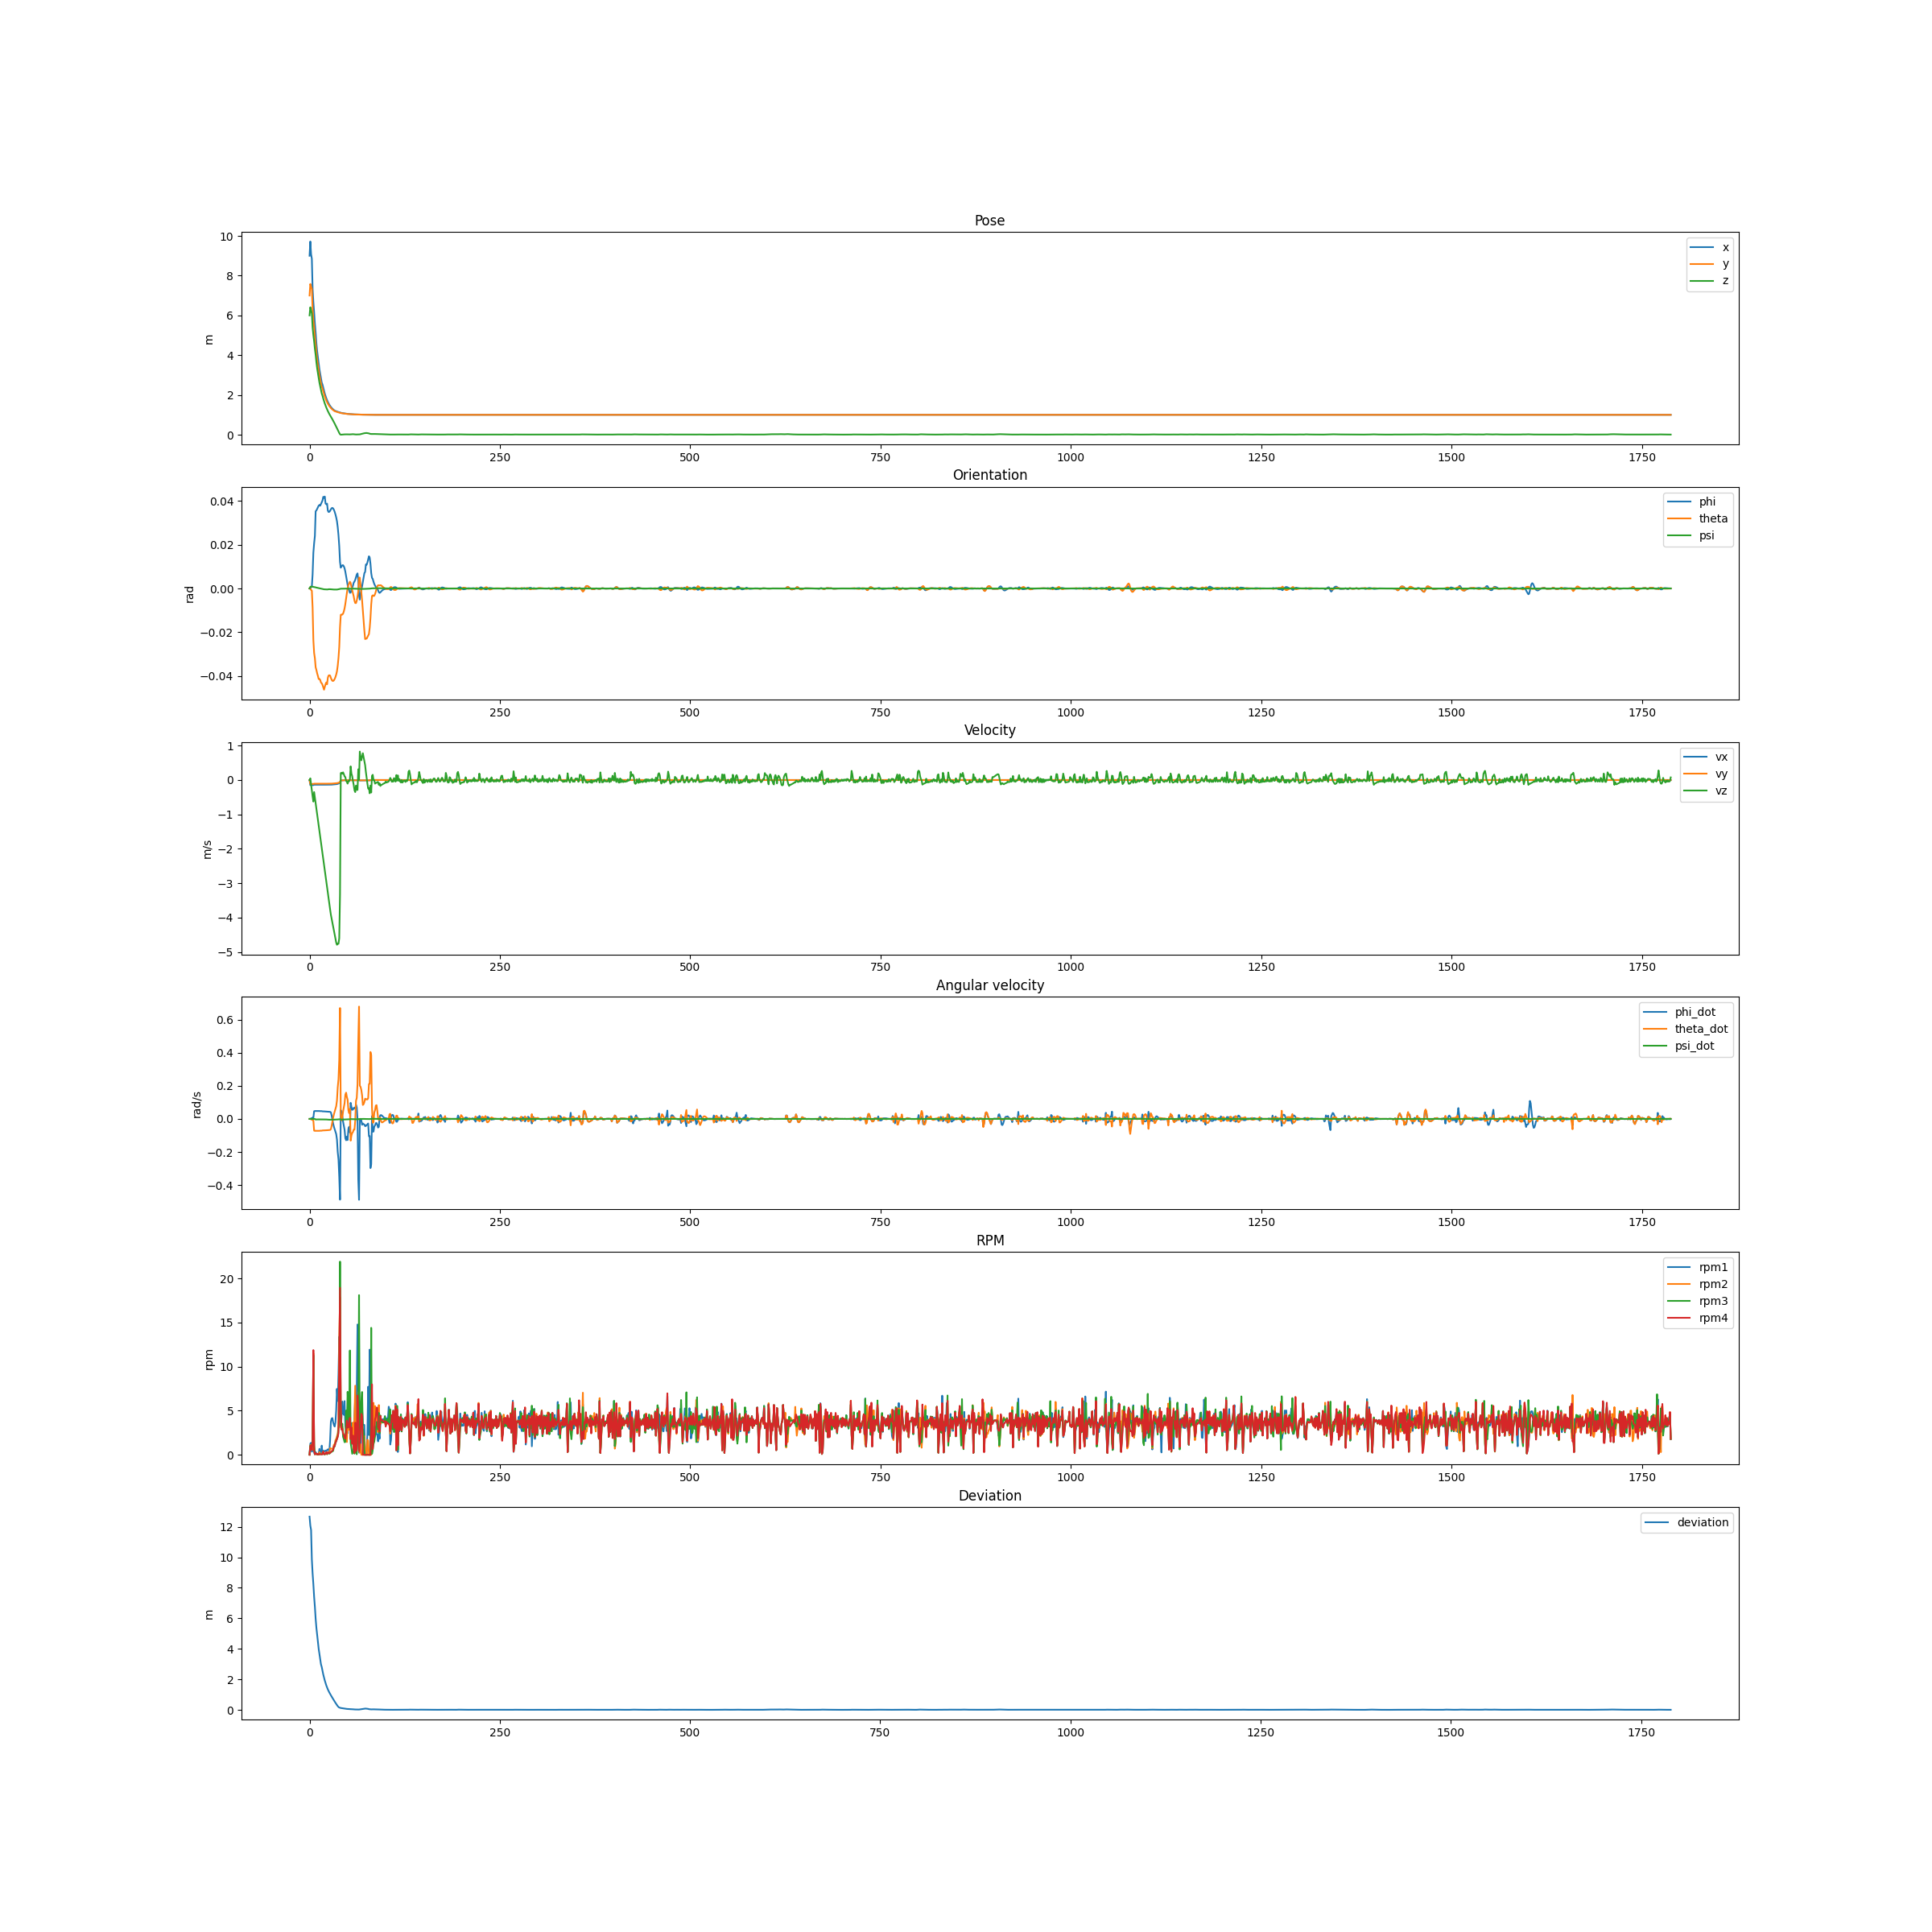 Pose
10
8
6
4
2
0
m
x
y
z
0 250 500 750 1000 1250 1500 1750
Orientation
0.04
0.02
0.00
−0.02
−0.04
rad
phi
theta
psi
0 250 500 750 1000 1250 1500 1750
Velocity
1
0
−1
−2
−3
−4
−5
m/s
vx
vy
vz
0 250 500 750 1000 1250 1500 1750
Angular velocity
0.6
0.4
0.2
0.0
−0.2
−0.4
rad/s
phi_dot
theta_dot
psi_dot
0 250 500 750 1000 1250 1500 1750
RPM
20
15
10
5
0
rpm
rpm1
rpm2
rpm3
rpm4
0 250 500 750 1000 1250 1500 1750
Deviation
12
10
8
6
4
2
0
m
deviation
0 250 500 750 1000 1250 1500 1750